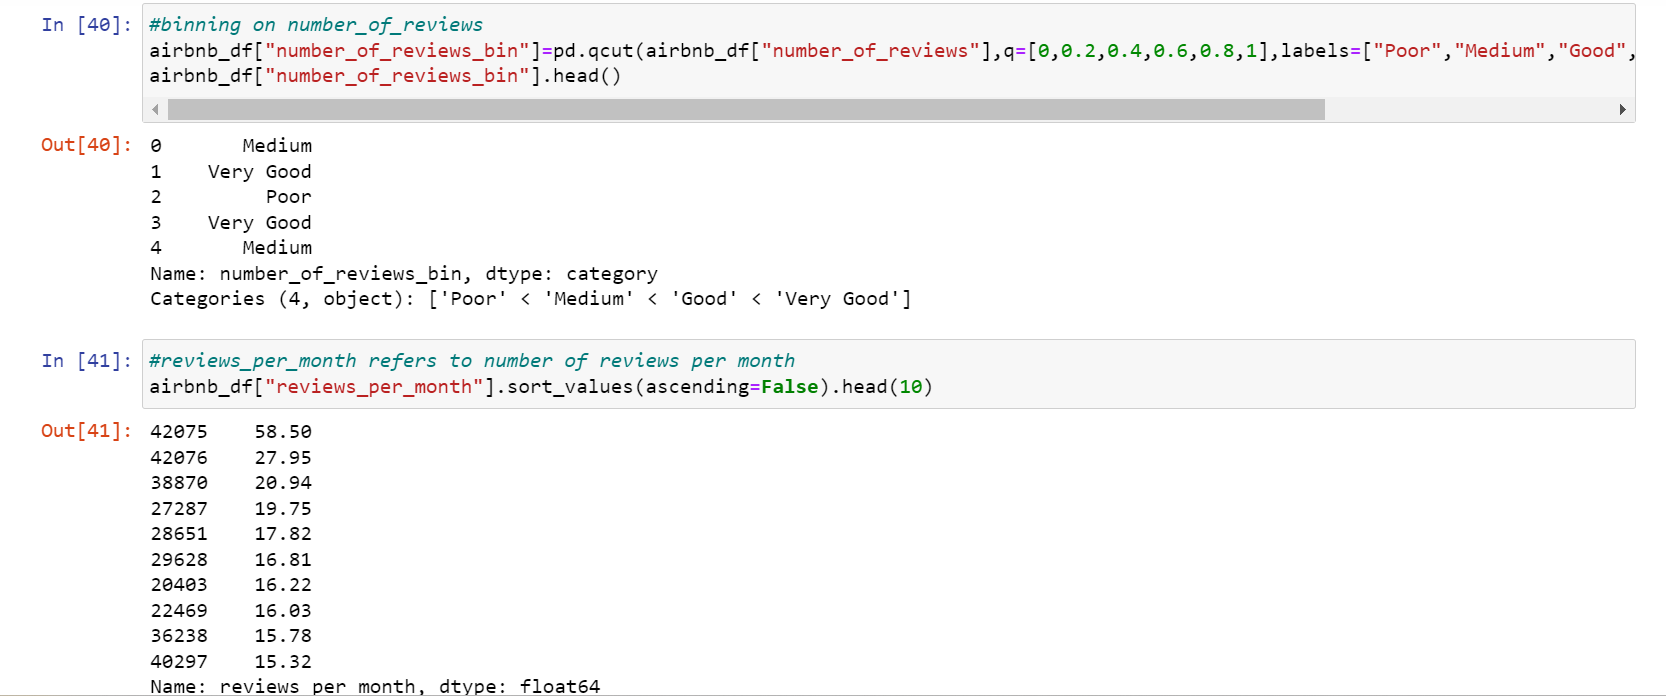 In [40]: #binning on number_of_reviews
airbnb_df["number_of_reviews_bin"]=pd.qcut(airbnb_df["number_of_reviews"],q=[0,0.2,0.4,0.6,0.8,1],labels=["Poor","Medium","Good",
airbnb_df["number_of_reviews_bin"].head()
Out[40]: 0 Medium
1 Very Good
2 Poor
3 Very Good
4 Medium
Name: number_of_reviews_bin, dtype: category
Categories (4, object): ['Poor' < 'Medium' < 'Good' < 'Very Good']
In [41]: #reviews_per_month refers to number of reviews per month
airbnb_df["reviews_per_month"].sort_values(ascending=False).head(10)
Out[41]: 42075 58.50
42076 27.95
38870 20.94
27287 19.75
28651 17.82
29628 16.81
20403 16.22
22469 16.03
36238 15.78
40297 15.32
Name: reviews_per_month, dtype: float64